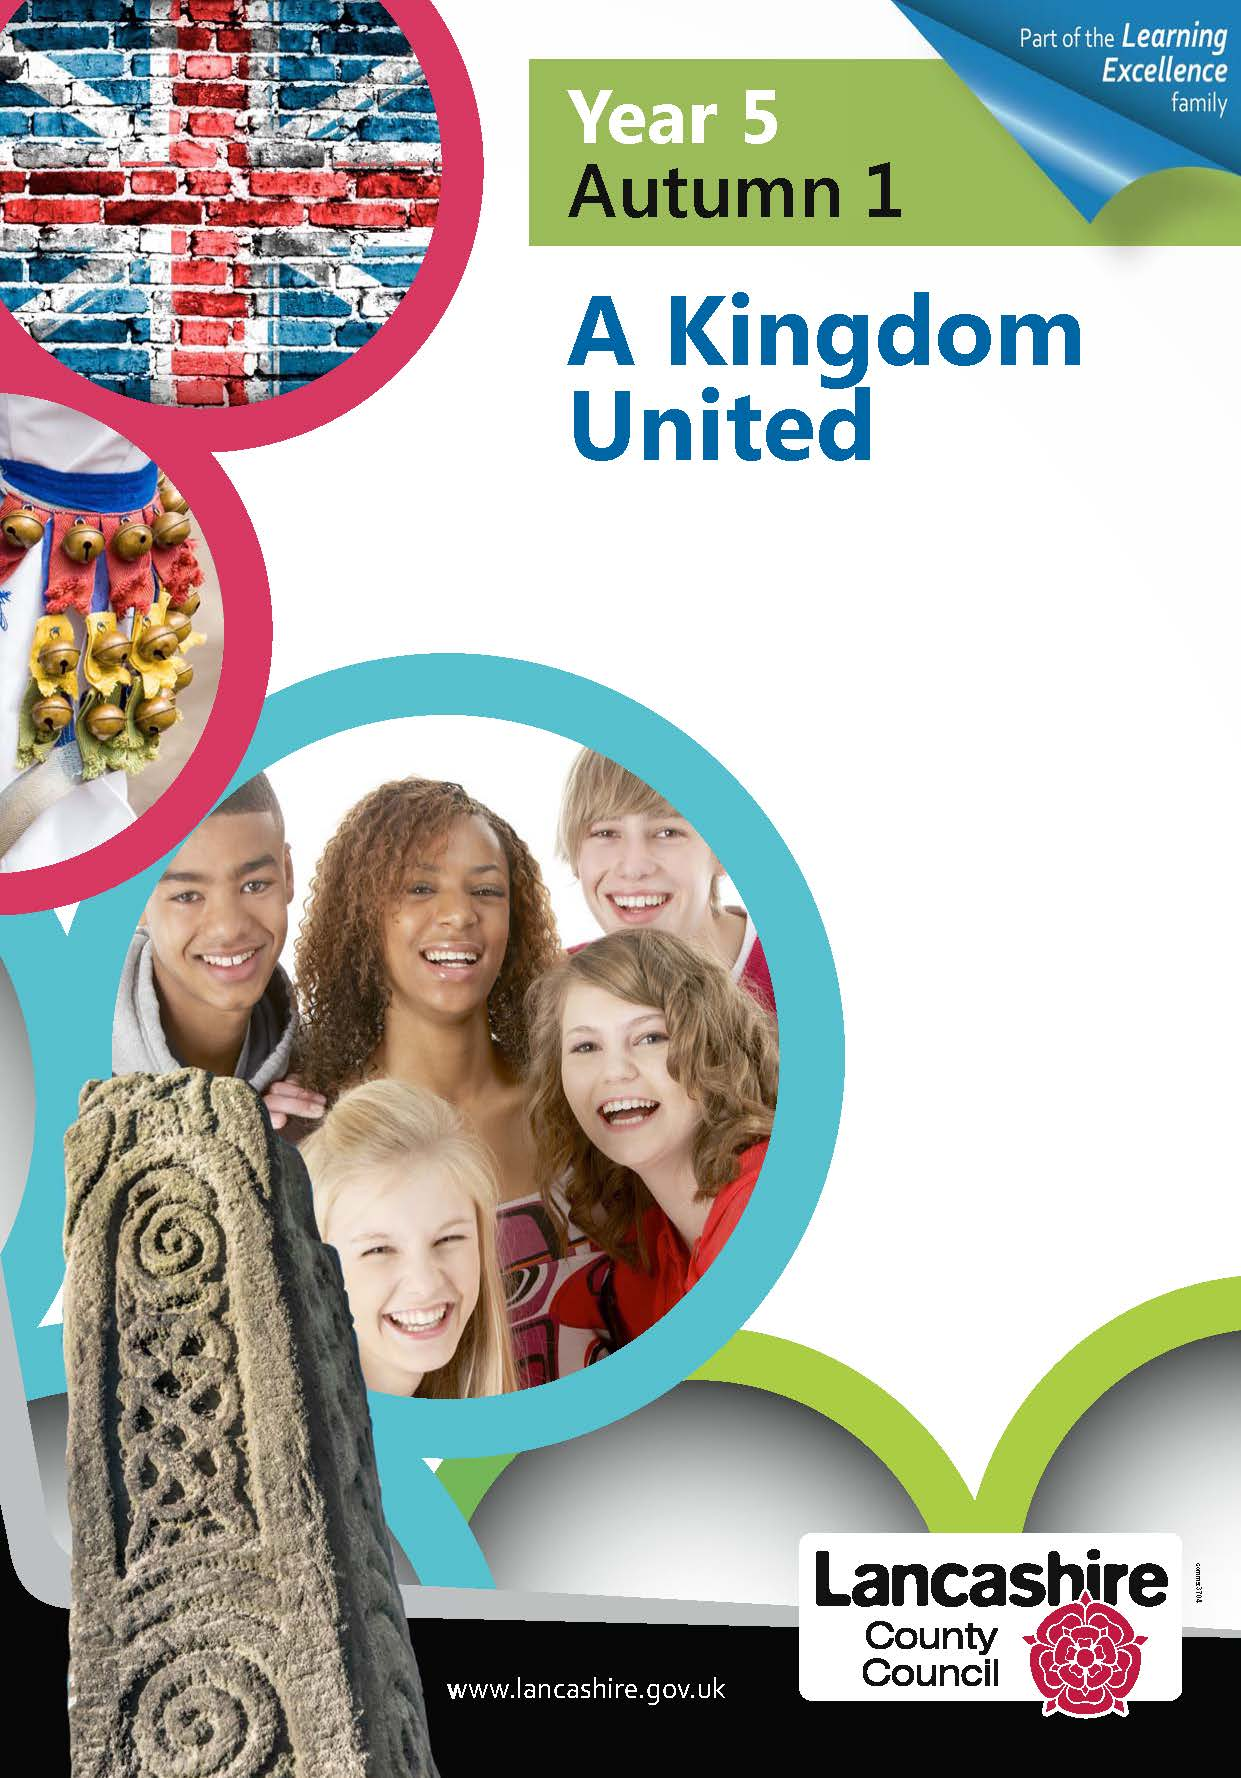 Part of the Learning
Excellence
family
Year 5
Autumn 1
A Kingdom
United
Lancashire
County
Council
comms3704
www.lancashire.gov.uk